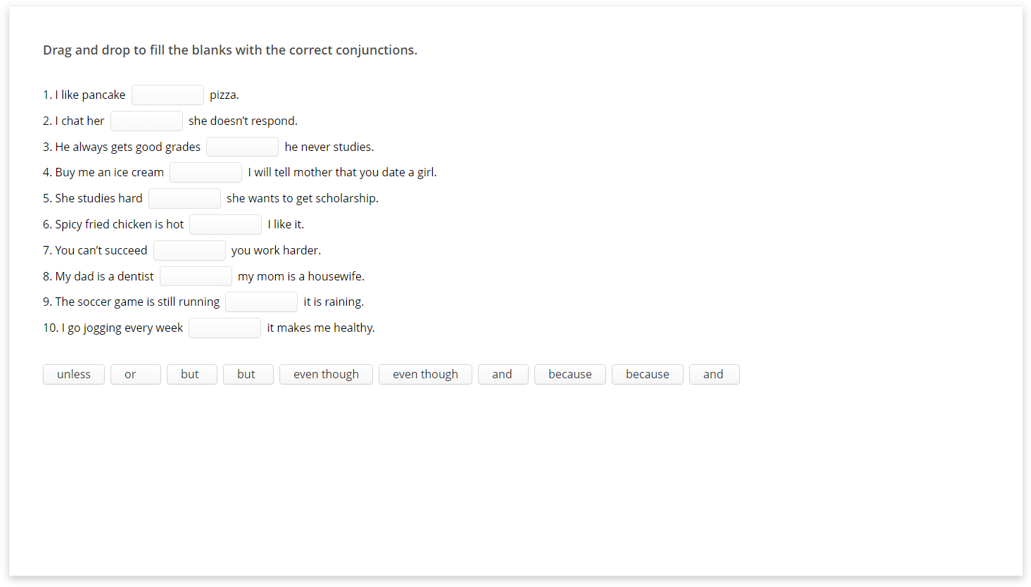 Drag and drop to fill the blanks with the correct conjunctions.
1. I like pancake pizza.
2. I chat her she doesn’t respond.
3. He always gets good grades he never studies.
4. Buy me an ice cream I will tell mother that you date a girl.
5. She studies hard she wants to get scholarship.
6. Spicy fried chicken is hot I like it.
7. You can’t succeed you work harder.
8. My dad is a dentist my mom is a housewife.
9. The soccer game is still running it is raining.
10. I go jogging every week it makes me healthy.
unless or but but even though even though and because because and